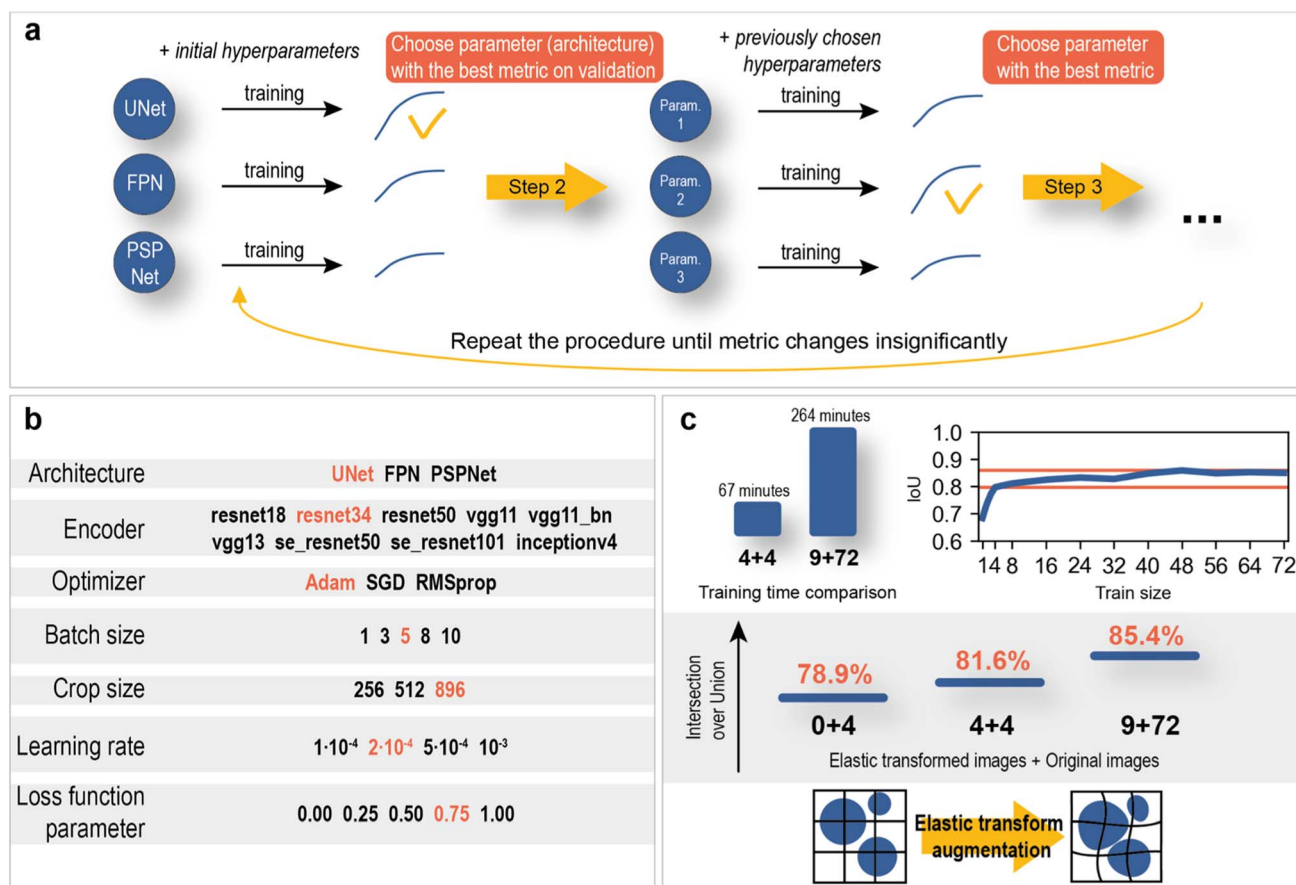 a
+ initial hyperparameters
Choose parameter (architecture)
with the best metric on validation
+ previously chosen
hyperparameters
Choose parameter
with the best metric
UNet
training
Param.
1
training
FPN
training
Step 2
Param.
2
training
Step 3
...
PSP
Net
training
Param.
3
training
Repeat the procedure until metric changes insignificantly
b
Architecture
UNet FPN PSPNet
Encoder
resnet18 resnet34 resnet50 vgg11 vgg11_bn
vgg13 se_resnet50 se_resnet101 inceptionv4
Optimizer
Adam SGD RMSprop
Batch size
1 3 5 8 10
Crop size
256 512 896
Learning rate
1·10⁻⁴ 2·10⁻⁴ 5·10⁻⁴ 10⁻³
Loss function
parameter
0.00 0.25 0.50 0.75 1.00
c
264 minutes
67 minutes
4+4 9+72
Training time comparison
1.0
0.9
0.8
0.7
0.6
IoU
1 4 8 16 24 32 40 48 56 64 72
Train size
Intersection
over Union
78.9%
81.6%
85.4%
0+4
4+4
9+72
Elastic transformed images + Original images
Elastic transform
augmentation